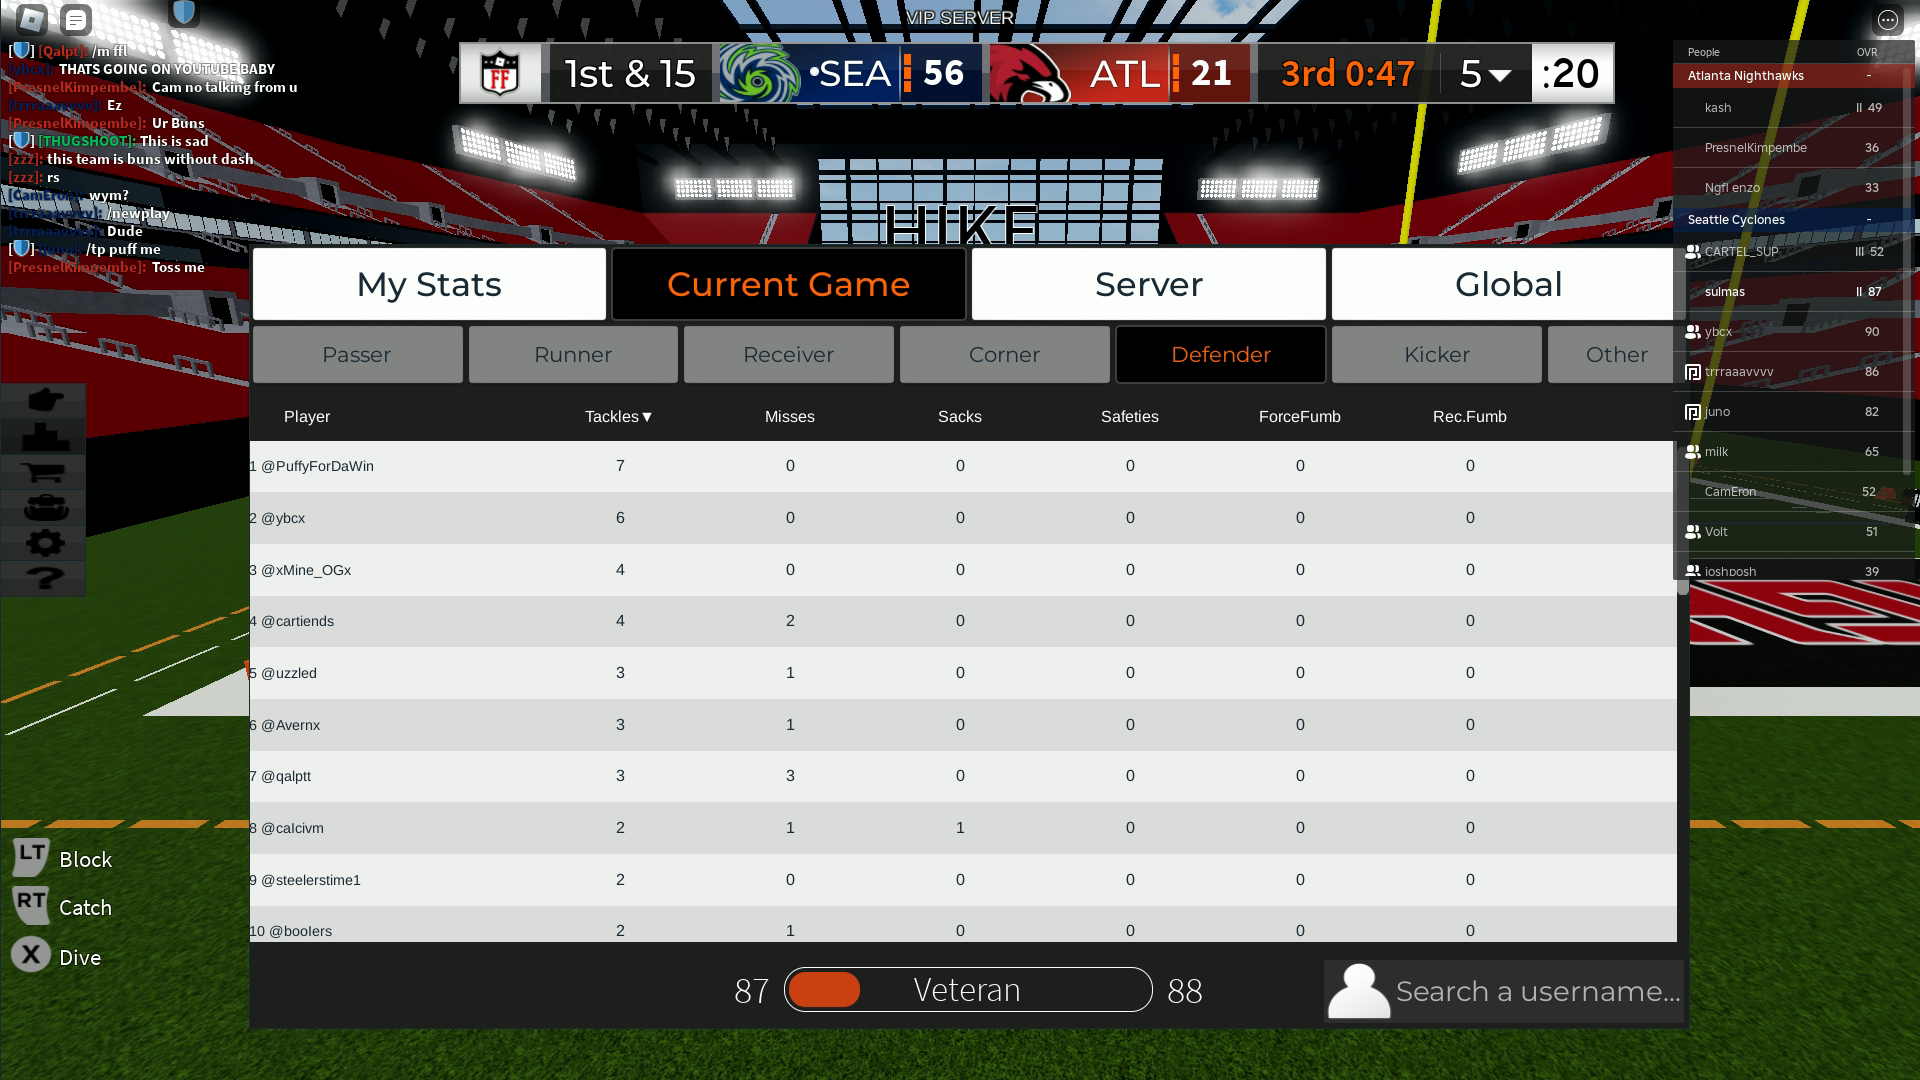 VIP SERVER
FF
1st & 15
•SEA 56
ATL 21
3rd 0:47
5
:20
[Qalpt]: /m ffl
[ybcx]: THATS GOING ON YOUTUBE BABY
[PresnelKimpembe]: Cam no talking from u
[trrraaavvvv]: Ez
[PresnelKimpembe]: Ur Buns
[THUGSHOOT]: This is sad
[zzz]: this team is buns without dash
[zzz]: rs
[CamEron]: wym?
[trrraaavvvv]: /newplay
[trrraaavvvv]: Dude
[juno]: /tp puff me
[PresnelKimpembe]: Toss me
HIKE
My Stats
Current Game
Server
Global
Passer
Runner
Receiver
Corner
Defender
Kicker
Other
Player Tackles▼ Misses Sacks Safeties ForceFumb Rec.Fumb
1 @PuffyForDaWin 7 0 0 0 0 0
2 @ybcx 6 0 0 0 0 0
3 @xMine_OGx 4 0 0 0 0 0
4 @cartiends 4 2 0 0 0 0
5 @uzzled 3 1 0 0 0 0
6 @Avernx 3 1 0 0 0 0
7 @qalptt 3 3 0 0 0 0
8 @calcivm 2 1 1 0 0 0
9 @steelerstime1 2 0 0 0 0 0
10 @boolers 2 1 0 0 0 0
87 Veteran 88
Search a username...
People OVR
Atlanta Nighthawks -
kash II 49
PresnelKimpembe 36
Ngfl enzo 33
Seattle Cyclones -
CARTEL_SUP III 52
sulmas II 87
ybcx 90
trrraaavvvv 86
juno 82
milk 65
CamEron 52
Volt 51
joshposh 39
LT Block
RT Catch
X Dive